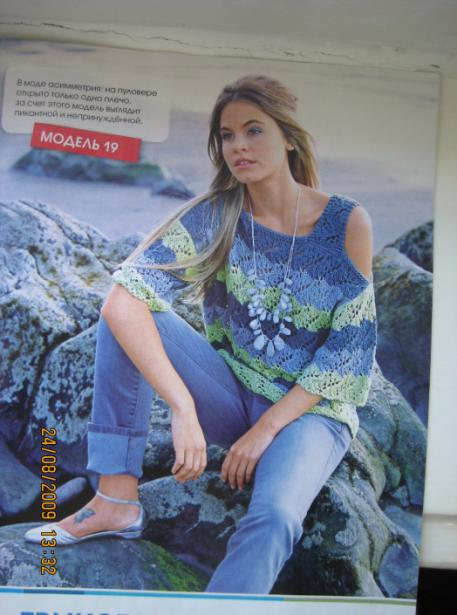 В моде асимметрия: на пуловере
открыто только одно плечо,
за счет этого модель выглядит
пикантной и непринуждённой.
МОДЕЛЬ 19
24/08/2009 13:32